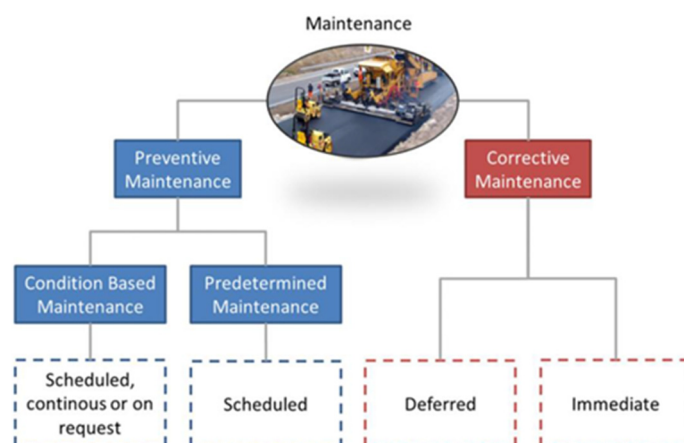 Maintenance
Preventive
Maintenance
Corrective
Maintenance
Condition Based
Maintenance
Predetermined
Maintenance
Scheduled,
continous or on
request
Scheduled
Deferred
Immediate